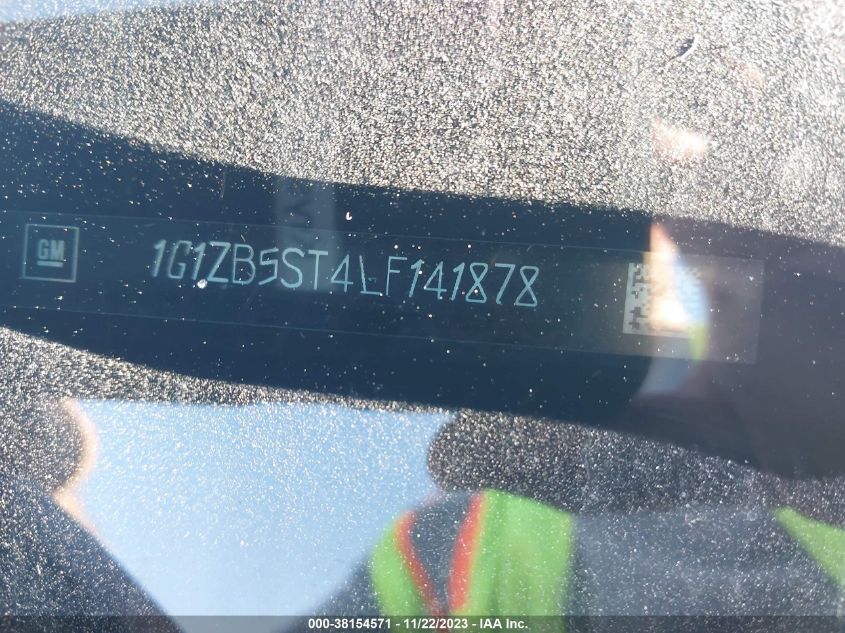 GM
1G1ZB5ST4LF141878
000-38154571 - 11/22/2023 - IAA Inc.